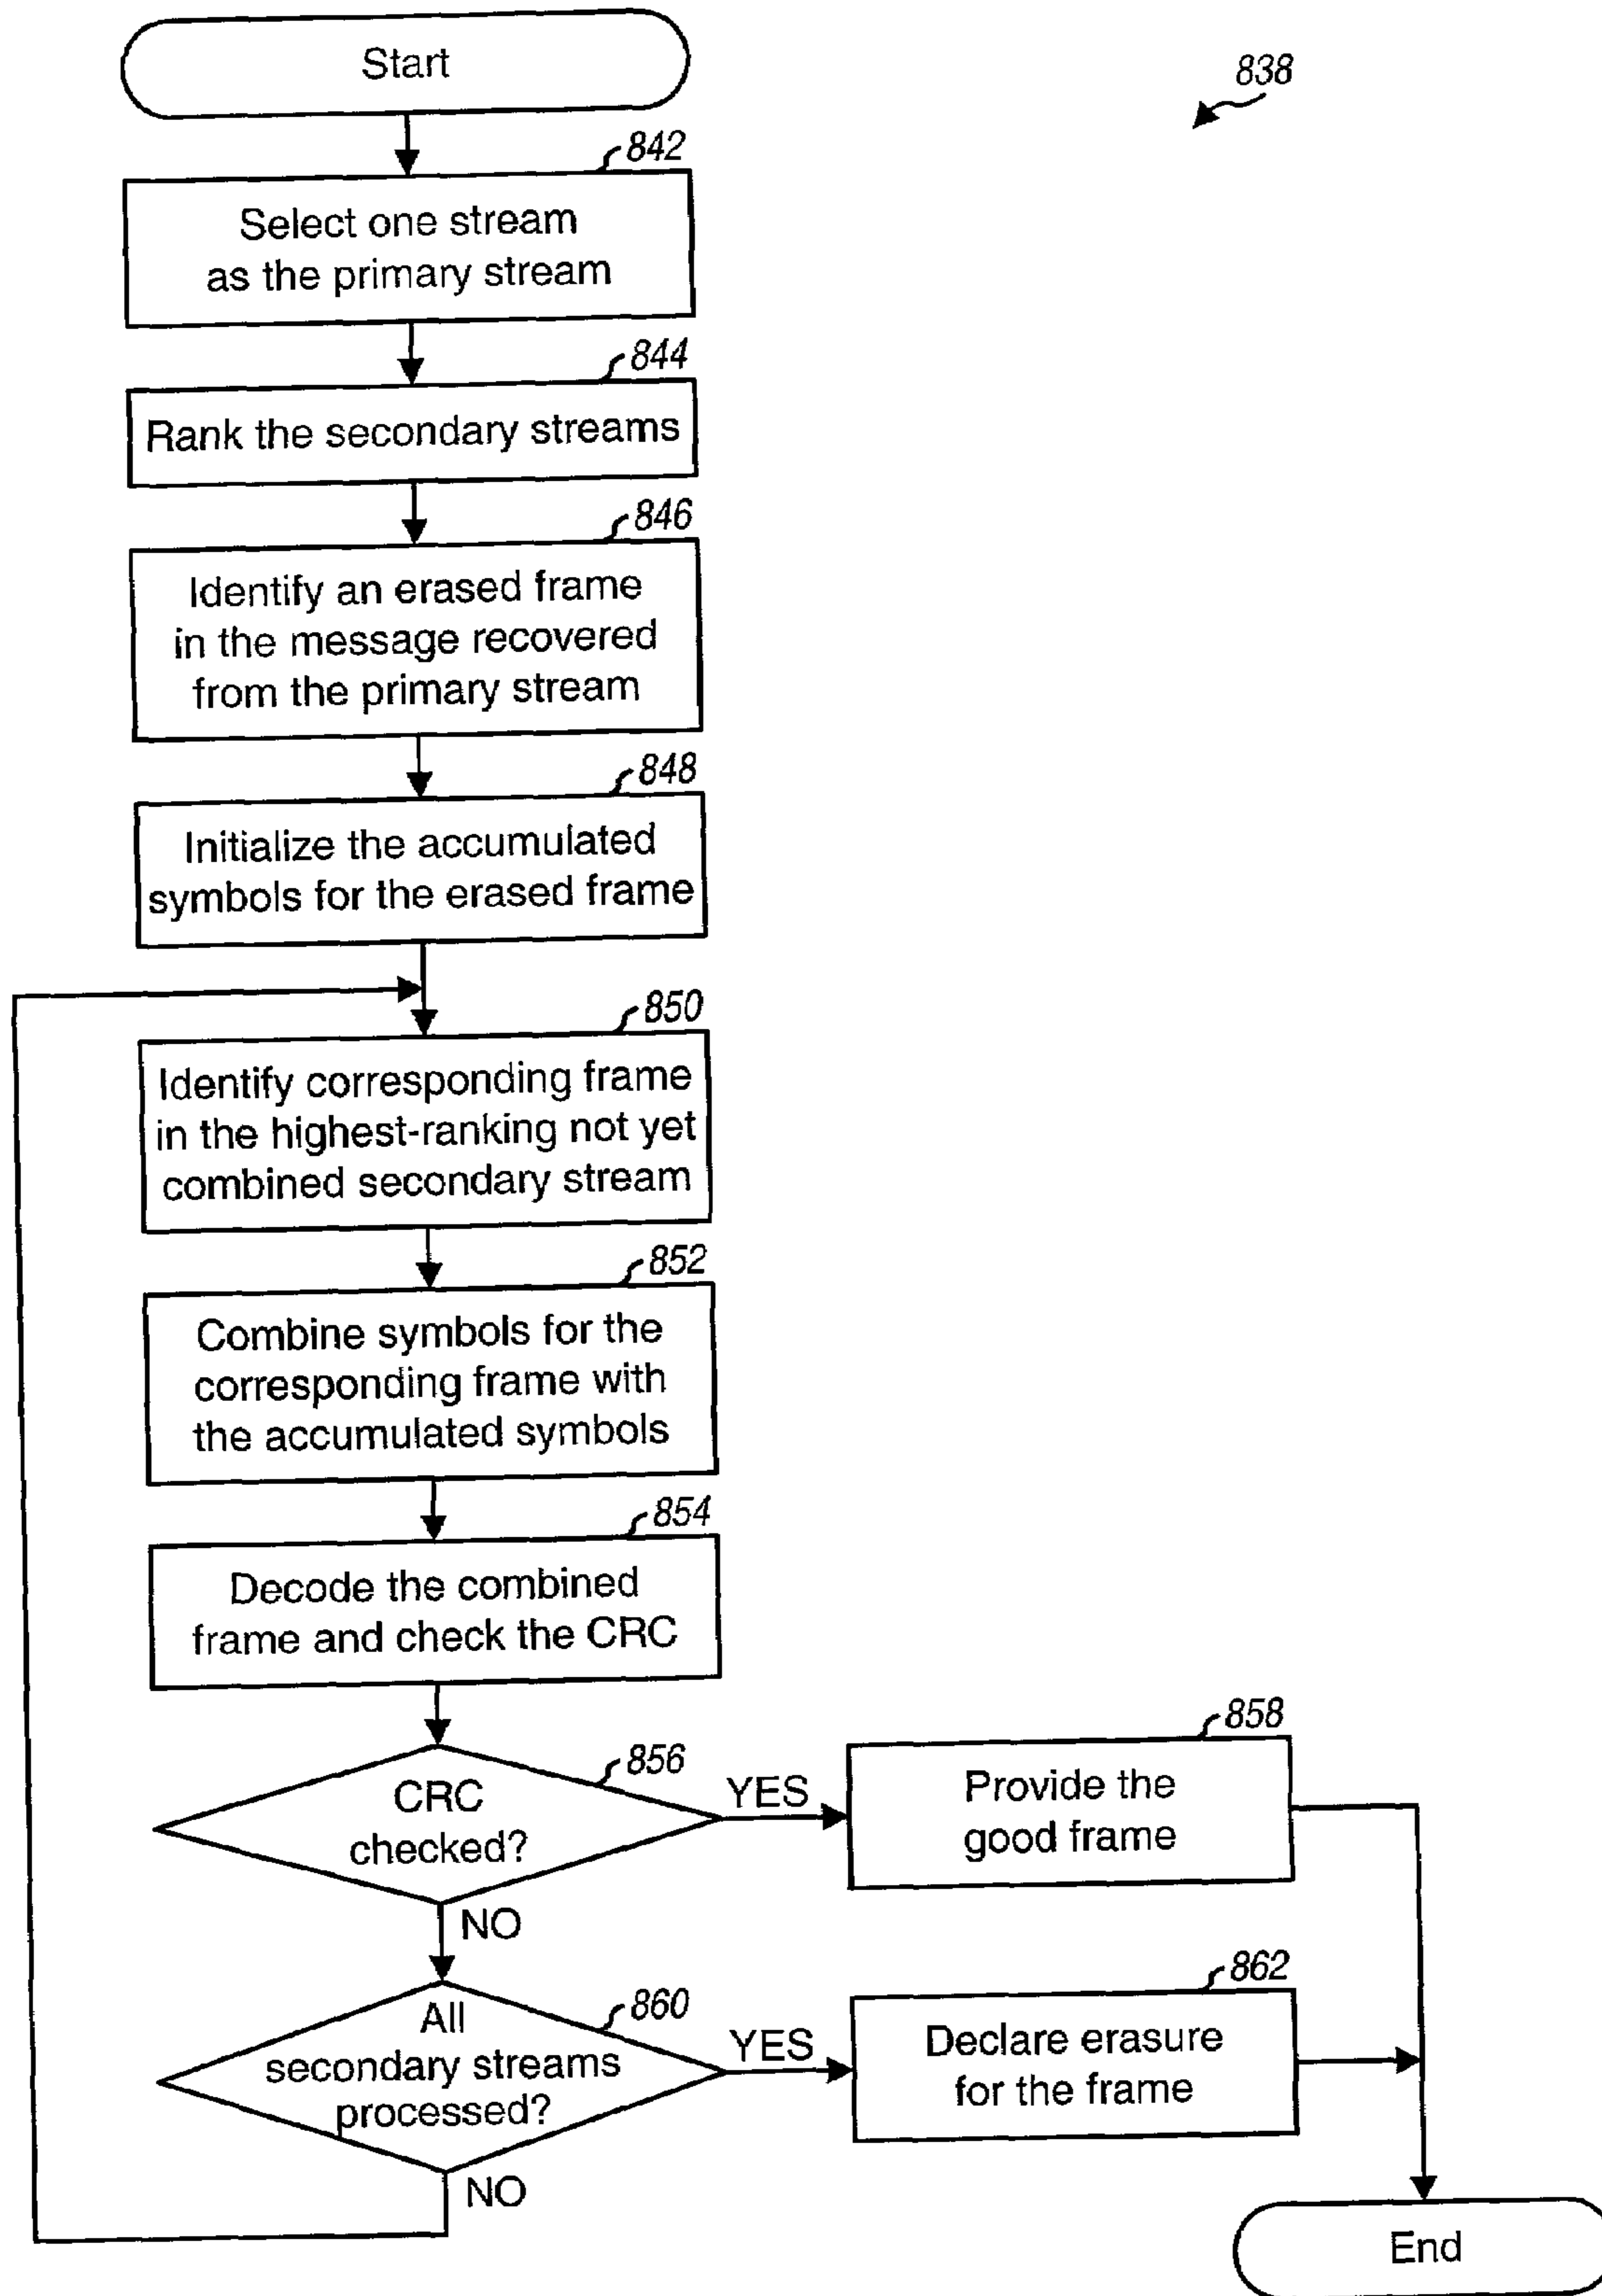 Start
838
842
Select one stream
as the primary stream
844
Rank the secondary streams
846
Identify an erased frame
in the message recovered
from the primary stream
848
Initialize the accumulated
symbols for the erased frame
850
Identify corresponding frame
in the highest-ranking not yet
combined secondary stream
852
Combine symbols for the
corresponding frame with
the accumulated symbols
854
Decode the combined
frame and check the CRC
856
CRC
checked?
YES
858
Provide the
good frame
NO
860
All
secondary streams
processed?
YES
862
Declare erasure
for the frame
NO
End